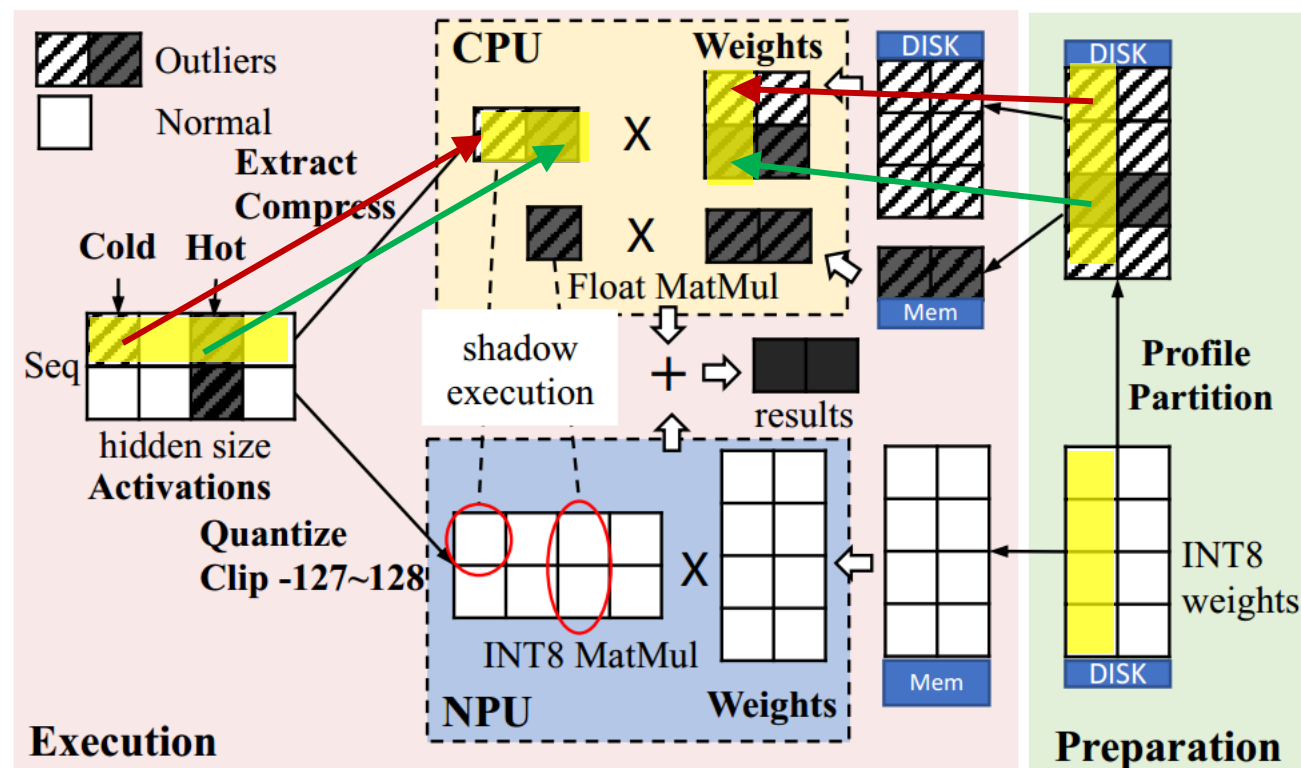 Outliers
Normal
Extract
Compress
Cold
Hot
Seq
hidden size
Activations
Quantize
Clip -127~128
CPU
Weights
X
X
Float MatMul
shadow
execution
+
results
X
INT8 MatMul
NPU
Weights
DISK
Mem
Mem
Execution
DISK
Profile
Partition
INT8
weights
DISK
Preparation